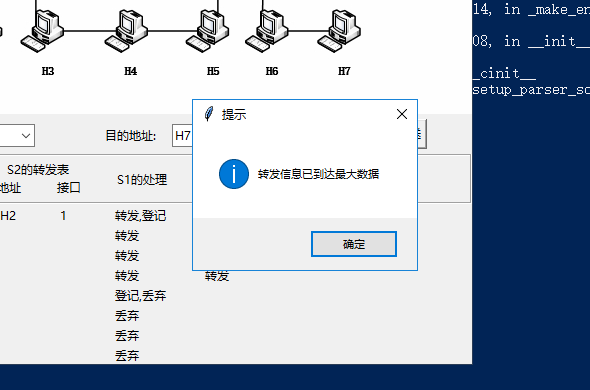 14, in _make_en
08, in __init__
_cinit__
setup_parser_so
H3 H4 H5 H6 H7
提示
转发信息已到达最大数据
确定
目的地址: H7
S2的转发表 S1的处理
地址 接口
H2 1 转发,登记
转发
转发
转发 转发
登记,丢弃
丢弃
丢弃
丢弃